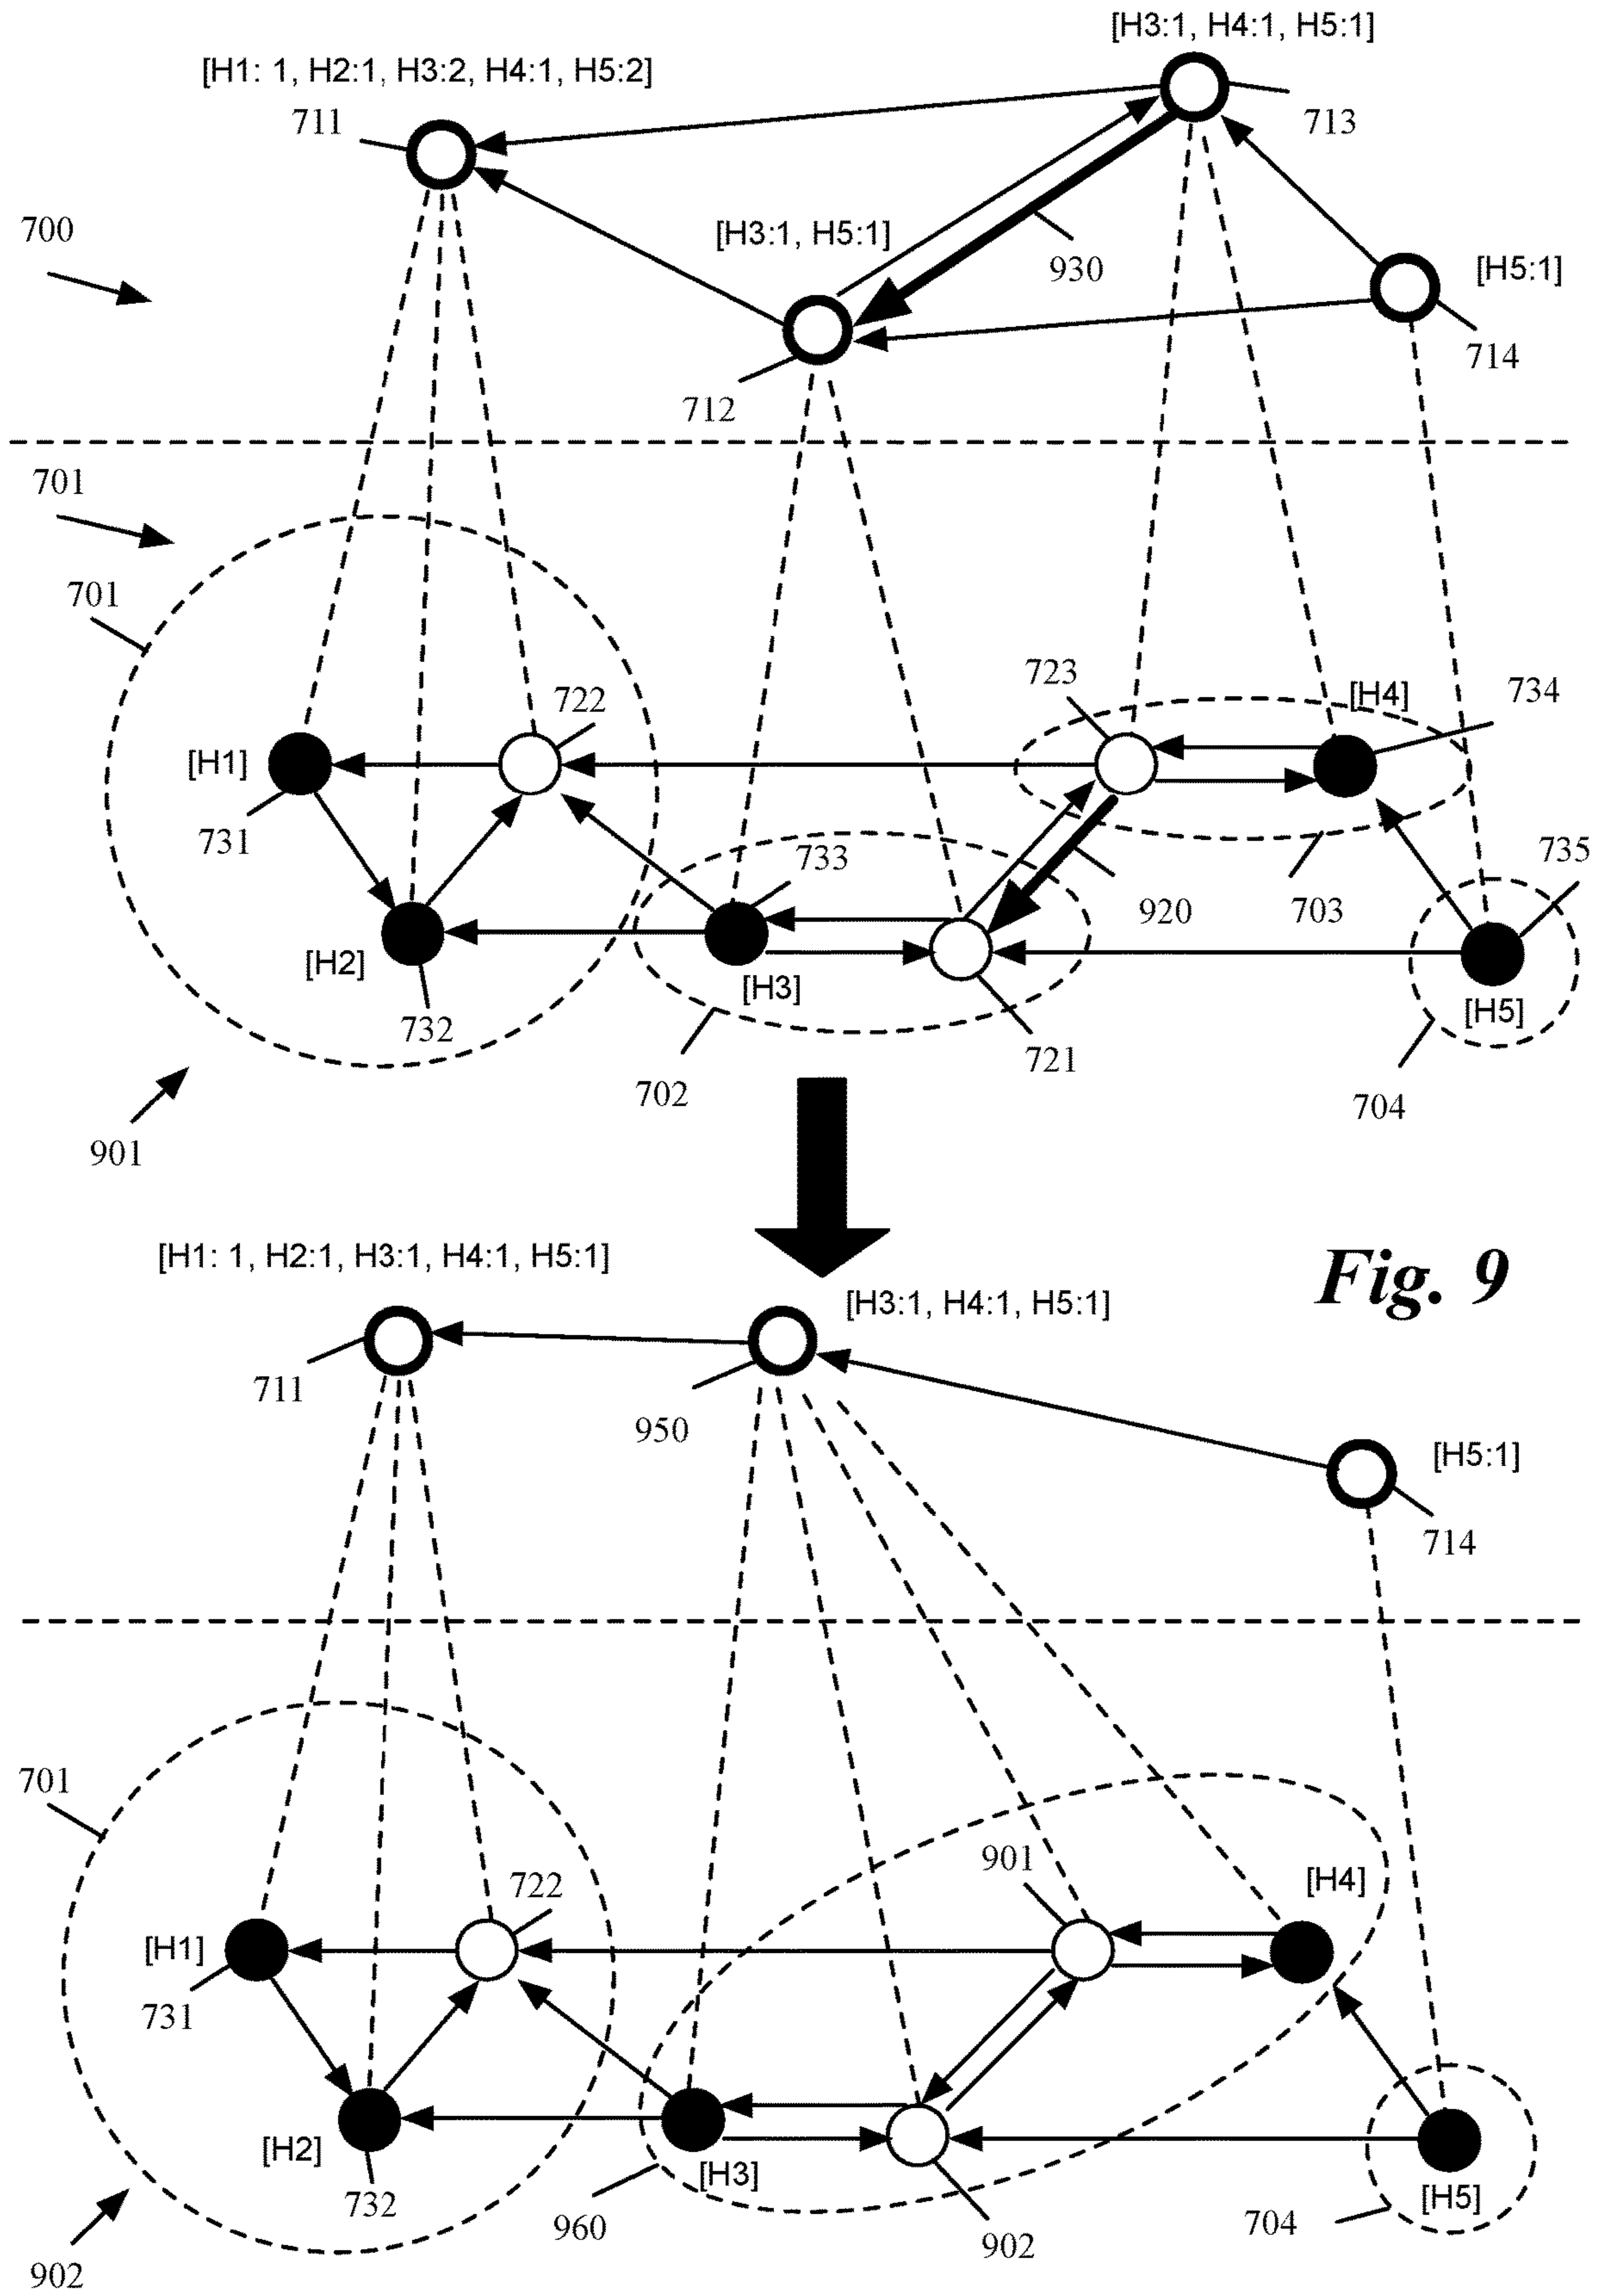 [H3:1, H4:1, H5:1]
[H1: 1, H2:1, H3:2, H4:1, H5:2]
711
713
700
[H3:1, H5:1]
930
[H5:1]
714
712
701
701
723
[H4]
734
722
[H1]
731
733
735
920
703
[H2]
[H3]
[H5]
732
721
702
704
901
[H1: 1, H2:1, H3:1, H4:1, H5:1]
Fig. 9
[H3:1, H4:1, H5:1]
711
950
[H5:1]
714
701
901
[H4]
722
[H1]
731
[H2]
[H3]
[H5]
732
960
704
902
902